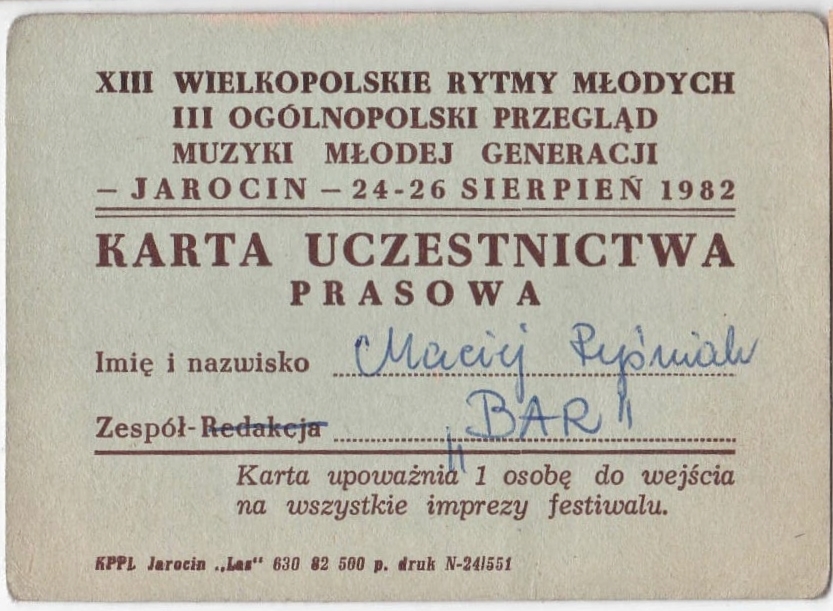 XIII WIELKOPOLSKIE RYTMY MŁODYCH
III OGÓLNOPOLSKI PRZEGLĄD
MUZYKI MŁODEJ GENERACJI
– JAROCIN – 24-26 SIERPIEŃ 1982
KARTA UCZESTNICTWA
PRASOWA
Imię i nazwisko Maciej Ryśniak
Zespół-Redakcja „BAR"
Karta upoważnia 1 osobę do wejścia
na wszystkie imprezy festiwalu.
KPPL Jarocin „Las" 630 82 500 p. druk N-24/551